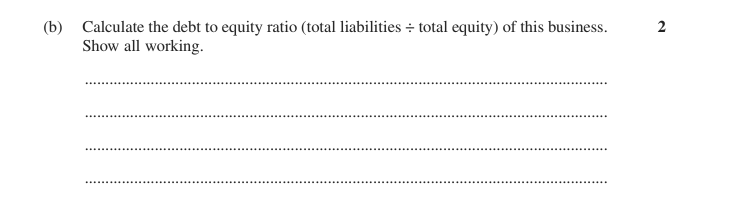 (b) Calculate the debt to equity ratio (total liabilities ÷ total equity) of this business. 2
Show all working.
................................................................................................................................
................................................................................................................................
................................................................................................................................
................................................................................................................................